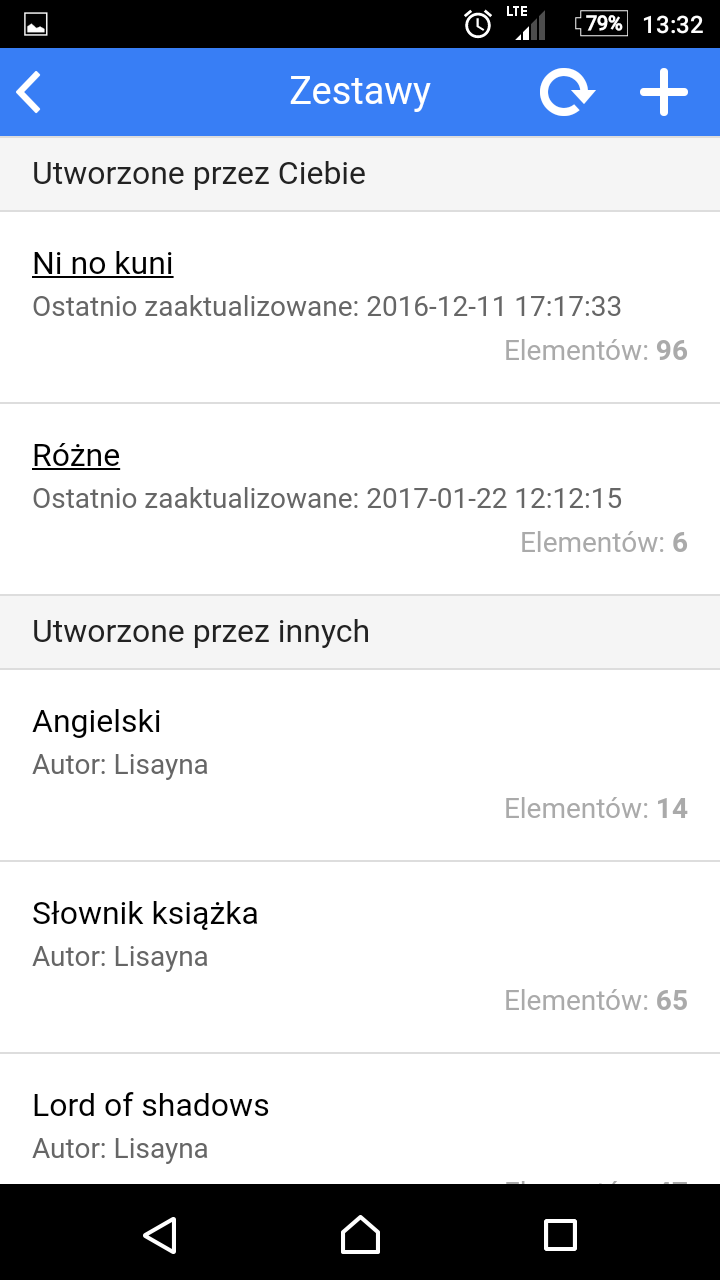 LTE 79% 13:32
Zestawy
Utworzone przez Ciebie
Ni no kuni
Ostatnio zaaktualizowane: 2016-12-11 17:17:33
Elementów: 96
Różne
Ostatnio zaaktualizowane: 2017-01-22 12:12:15
Elementów: 6
Utworzone przez innych
Angielski
Autor: Lisayna
Elementów: 14
Słownik książka
Autor: Lisayna
Elementów: 65
Lord of shadows
Autor: Lisayna